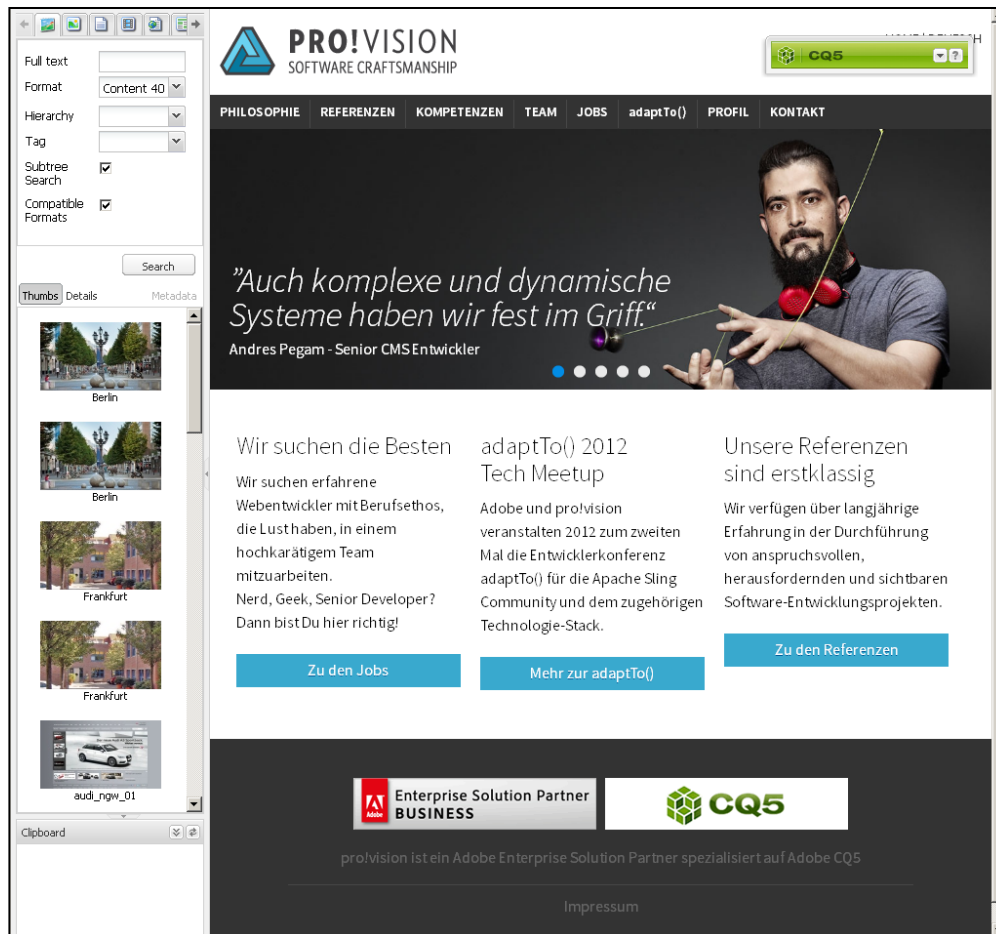 Full text
Format
Content 40
Hierarchy
Tag
Subtree
Search
Compatible
Formats
Search
Thumbs Details Metadata
Berlin
Berlin
Frankfurt
Frankfurt
audi_ngw_01
Clipboard
PRO!VISION
SOFTWARE CRAFTSMANSHIP
CQ5
?
PHILOSOPHIE REFERENZEN KOMPETENZEN TEAM JOBS adaptTo() PROFIL KONTAKT
"Auch komplexe und dynamische
Systeme haben wir fest im Griff."
Andres Pegam - Senior CMS Entwickler
Wir suchen die Besten
Wir suchen erfahrene
Webentwickler mit Berufsethos,
die Lust haben, in einem
hochkarätigem Team
mitzuarbeiten.
Nerd, Geek, Senior Developer?
Dann bist Du hier richtig!
Zu den Jobs
adaptTo() 2012
Tech Meetup
Adobe und pro!vision
veranstalten 2012 zum zweiten
Mal die Entwicklerkonferenz
adaptTo() für die Apache Sling
Community und dem zugehörigen
Technologie-Stack.
Mehr zur adaptTo()
Unsere Referenzen
sind erstklassig
Wir verfügen über langjährige
Erfahrung in der Durchführung
von anspruchsvollen,
herausfordernden und sichtbaren
Software-Entwicklungsprojekten.
Zu den Referenzen
Adobe
Enterprise Solution Partner
BUSINESS
CQ5
pro!vision ist ein Adobe Enterprise Solution Partner spezialisiert auf Adobe CQ5
Impressum